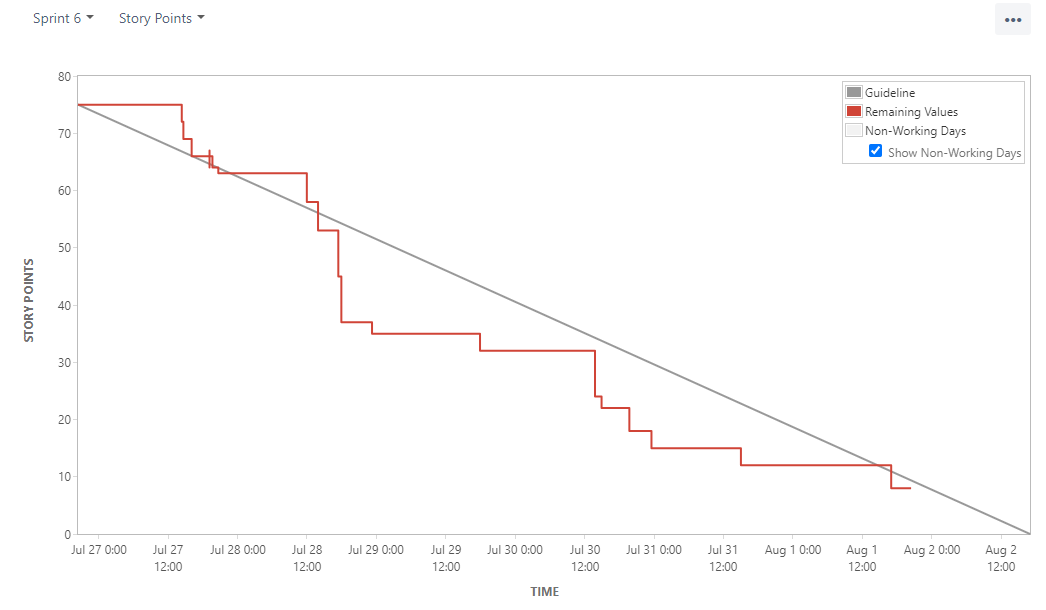 Sprint 6 Story Points
•••
80
70
60
50
40
30
20
10
0
STORY POINTS
Guideline
Remaining Values
Non-Working Days
Show Non-Working Days
Jul 27 0:00 Jul 27 Jul 28 0:00 Jul 28 Jul 29 0:00 Jul 29 Jul 30 0:00 Jul 30 Jul 31 0:00 Jul 31 Aug 1 0:00 Aug 1 Aug 2 0:00 Aug 2
12:00 12:00 12:00 12:00 12:00 12:00 12:00
TIME